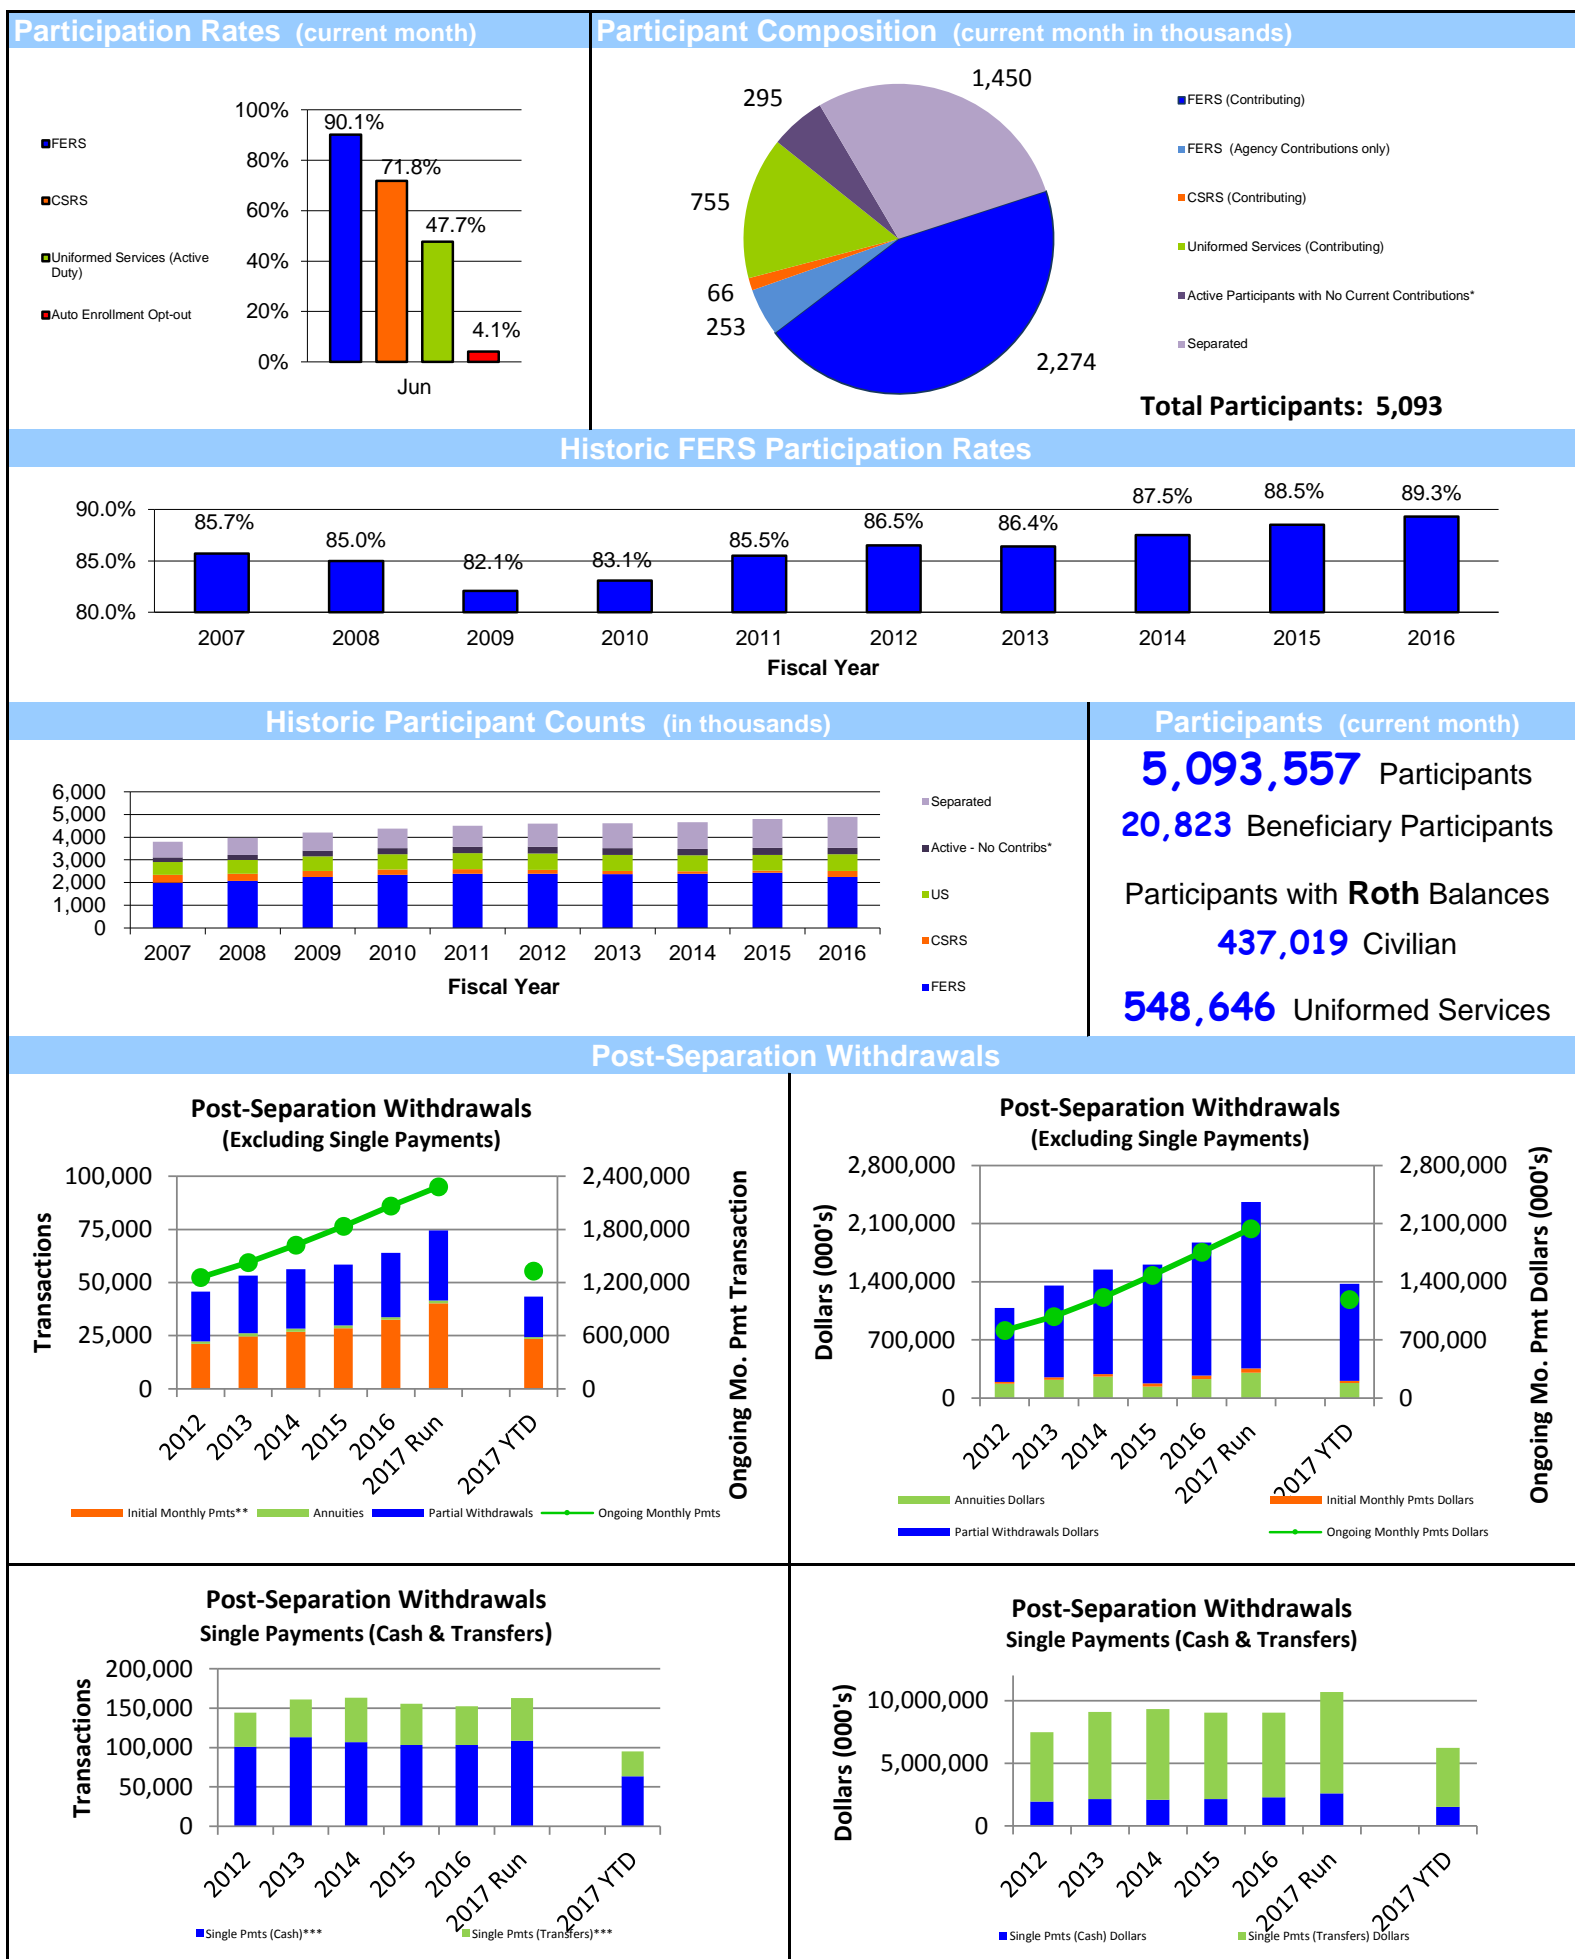 Participation Rates (current month)
Participant Composition (current month in thousands)
FERS
CSRS
Uniformed Services (Active
Duty)
Auto Enrollment Opt-out
100%
80%
60%
40%
20%
0%
90.1%
71.8%
47.7%
4.1%
Jun
1,450
295
755
66
253
2,274
FERS (Contributing)
FERS (Agency Contributions only)
CSRS (Contributing)
Uniformed Services (Contributing)
Active Participants with No Current Contributions*
Separated
Total Participants: 5,093
Historic FERS Participation Rates
90.0%
85.0%
80.0%
85.7%
85.0%
82.1%
83.1%
85.5%
86.5%
86.4%
87.5%
88.5%
89.3%
2007 2008 2009 2010 2011 2012 2013 2014 2015 2016
Fiscal Year
Historic Participant Counts (in thousands)
6,000
5,000
4,000
3,000
2,000
1,000
0
2007 2008 2009 2010 2011 2012 2013 2014 2015 2016
Fiscal Year
Separated
Active - No Contribs*
US
CSRS
FERS
Participants (current month)
5,093,557 Participants
20,823 Beneficiary Participants
Participants with Roth Balances
437,019 Civilian
548,646 Uniformed Services
Post-Separation Withdrawals
Post-Separation Withdrawals
(Excluding Single Payments)
Transactions
100,000
75,000
50,000
25,000
0
2,400,000
1,800,000
1,200,000
600,000
0
Ongoing Mo. Pmt Transaction
2012 2013 2014 2015 2016 2017 Run 2017 YTD
Initial Monthly Pmts** Annuities Partial Withdrawals Ongoing Monthly Pmts
Post-Separation Withdrawals
(Excluding Single Payments)
Dollars (000's)
2,800,000
2,100,000
1,400,000
700,000
0
2,800,000
2,100,000
1,400,000
700,000
0
Ongoing Mo. Pmt Dollars (000's)
2012 2013 2014 2015 2016 2017 Run 2017 YTD
Annuities Dollars Initial Monthly Pmts Dollars
Partial Withdrawals Dollars Ongoing Monthly Pmts Dollars
Post-Separation Withdrawals
Single Payments (Cash & Transfers)
Transactions
200,000
150,000
100,000
50,000
0
2012 2013 2014 2015 2016 2017 Run 2017 YTD
Single Pmts (Cash)*** Single Pmts (Transfers)***
Post-Separation Withdrawals
Single Payments (Cash & Transfers)
Dollars (000's)
10,000,000
5,000,000
0
2012 2013 2014 2015 2016 2017 Run 2017 YTD
Single Pmts (Cash) Dollars Single Pmts (Transfers) Dollars